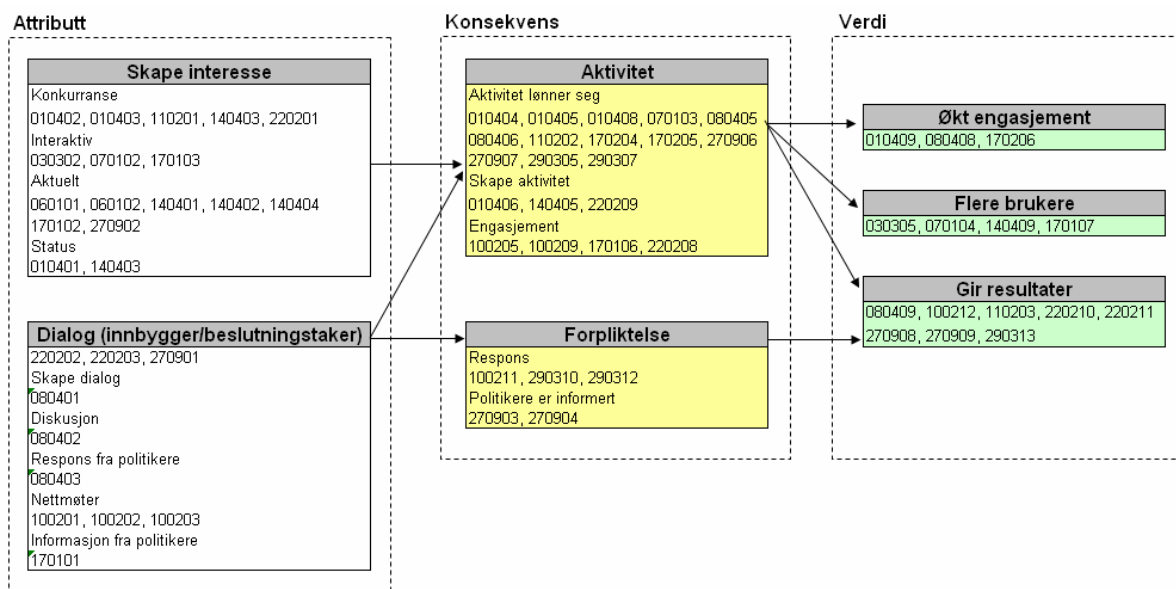 Attributt
Skape interesse
Konkurranse
010402, 010403, 110201, 140403, 220201
Interaktiv
030302, 070102, 170103
Aktuelt
060101, 060102, 140401, 140402, 140404
170102, 270902
Status
010401, 140403
Dialog (innbygger/beslutningstaker)
220202, 220203, 270901
Skape dialog
080401
Diskusjon
080402
Respons fra politikere
080403
Nettmøter
100201, 100202, 100203
Informasjon fra politikere
170101
Konsekvens
Aktivitet
Aktivitet lønner seg
010404, 010405, 010408, 070103, 080405
080406, 110202, 170204, 170205, 270906
270907, 290305, 290307
Skape aktivitet
010406, 140405, 220209
Engasjement
100205, 100209, 170106, 220208
Forpliktelse
Respons
100211, 290310, 290312
Politikere er informert
270903, 270904
Verdi
Økt engasjement
010409, 080408, 170206
Flere brukere
030305, 070104, 140409, 170107
Gir resultater
080409, 100212, 110203, 220210, 220211
270908, 270909, 290313